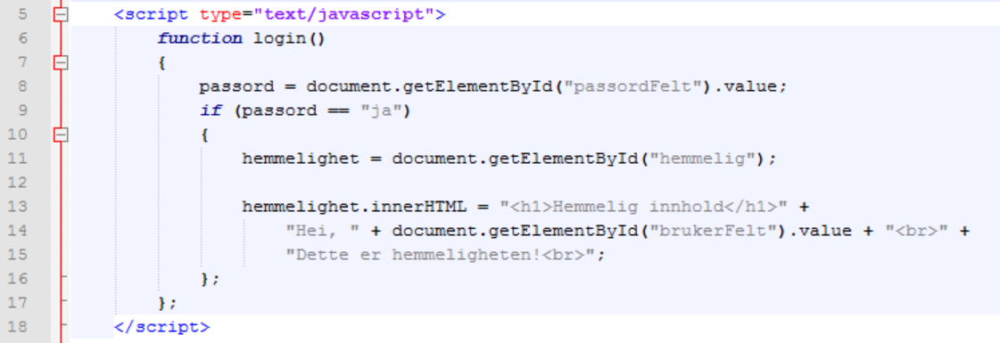 5 <script type="text/javascript">
6 function login()
7 {
8 passord = document.getElementById("passordFelt").value;
9 if (passord == "ja")
10 {
11 hemmelighet = document.getElementById("hemmelig");
12
13 hemmelighet.innerHTML = "<h1>Hemmelig innhold</h1>" +
14 "Hei, " + document.getElementById("brukerFelt").value + "<br>" +
15 "Dette er hemmeligheten!<br>";
16 };
17 };
18 </script>